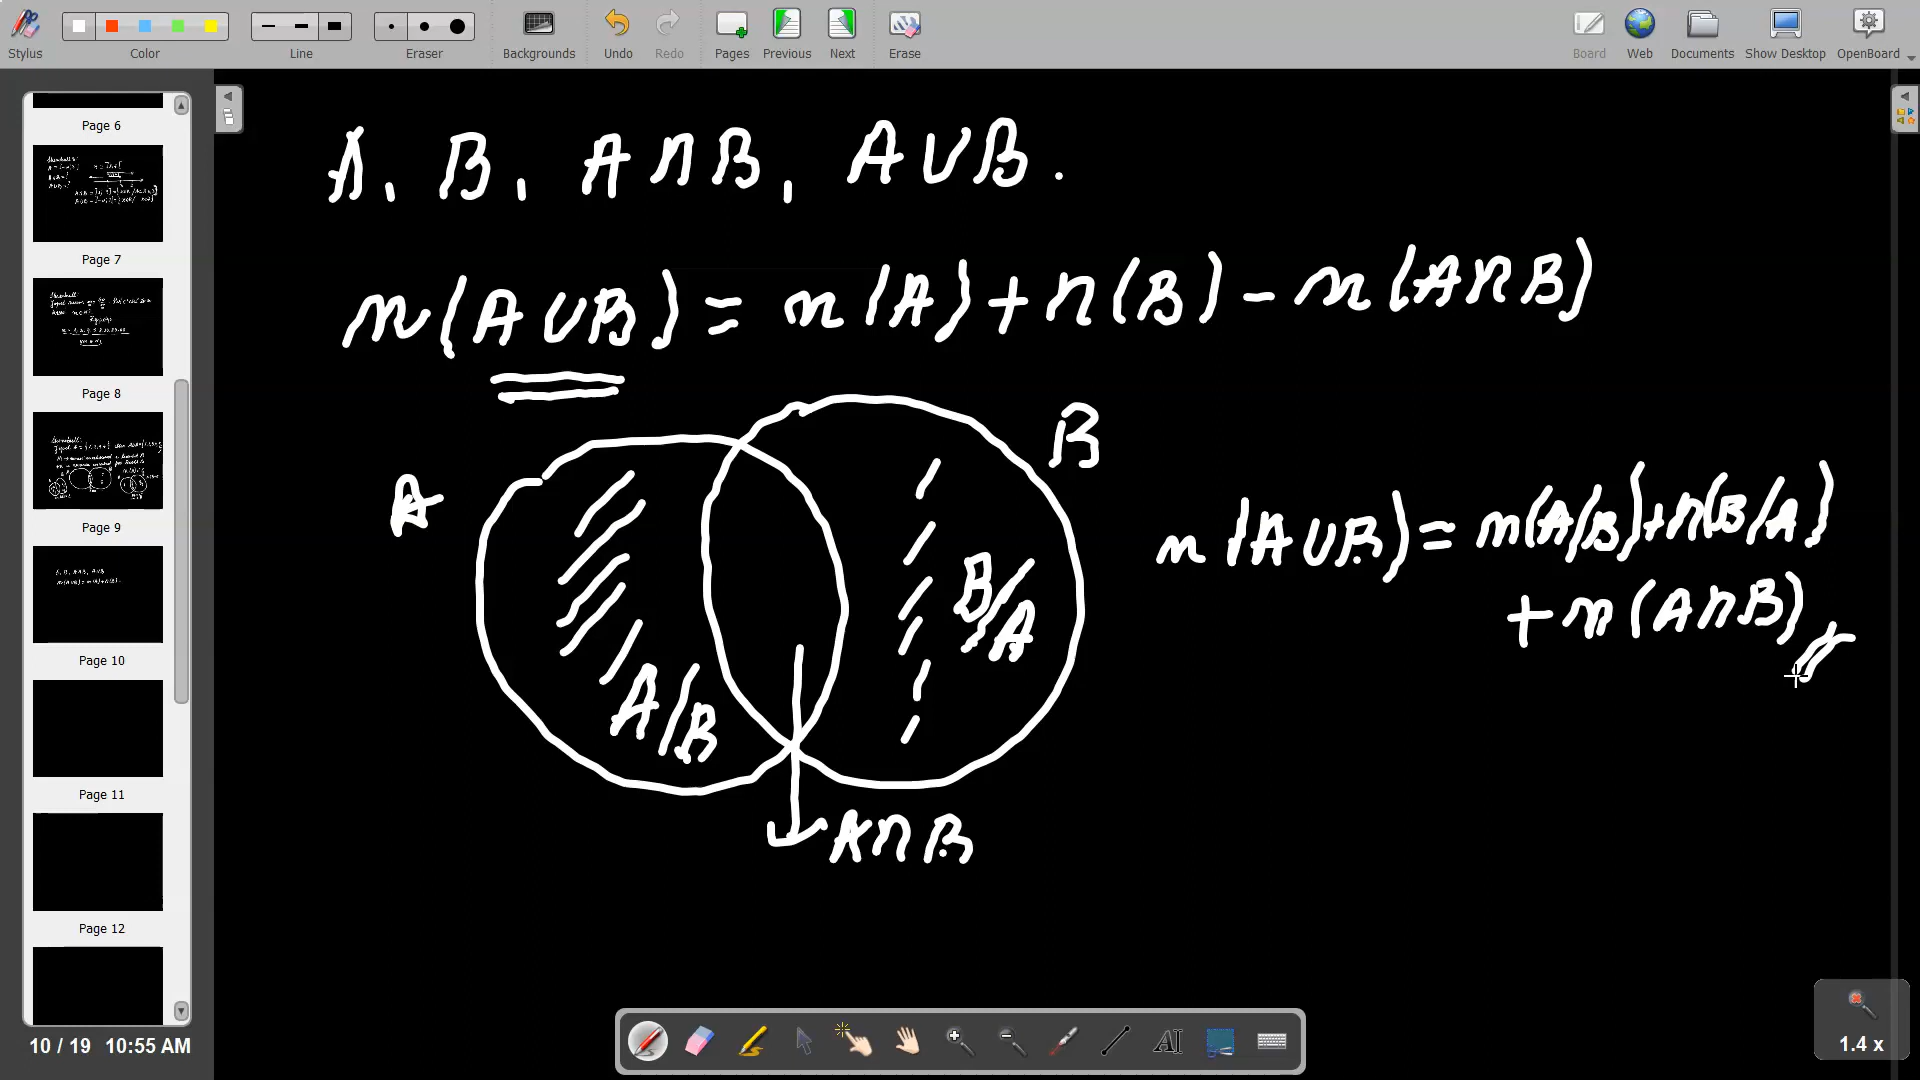 Stylus
Color
Line
Eraser
Backgrounds
Undo
Redo
Pages
Previous
Next
Erase
Board
Web
Documents
Show Desktop
OpenBoard
Page 6
Page 7
Page 8
Page 9
Page 10
Page 11
Page 12
10 / 19 10:55 AM
A, B, A∩B, A∪B.
n(A∪B) = n(A) + n(B) - n(A∩B)
A
B
A/B
B/A
A∩B
n(A∪B) = n(A/B) + n(B/A)
+ n(A∩B)
1.4 x